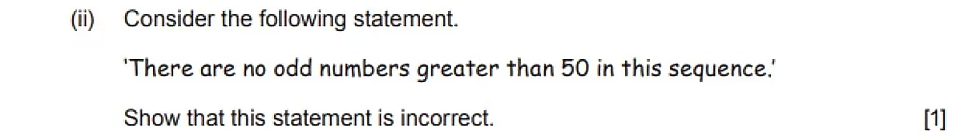 (ii) Consider the following statement.
'There are no odd numbers greater than 50 in this sequence.'
Show that this statement is incorrect. [1]